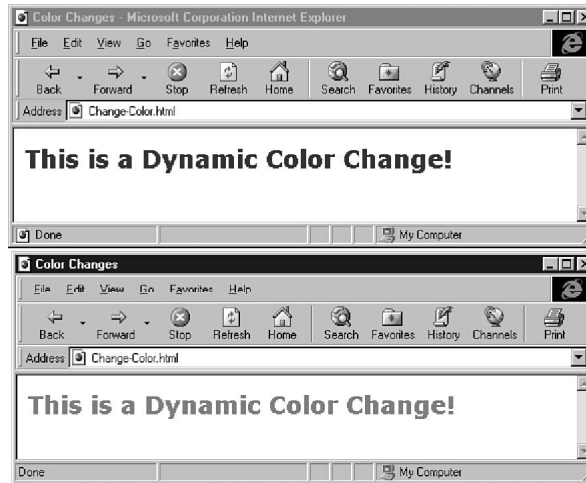 Color Changes - Microsoft Corporation Internet Explorer
File Edit View Go Favorites Help
Back Forward Stop Refresh Home Search Favorites History Channels Print
Address Change-Color.html
This is a Dynamic Color Change!
Done My Computer
Color Changes
File Edit View Go Favorites Help
Back Forward Stop Refresh Home Search Favorites History Channels Print
Address Change-Color.html
This is a Dynamic Color Change!
Done My Computer